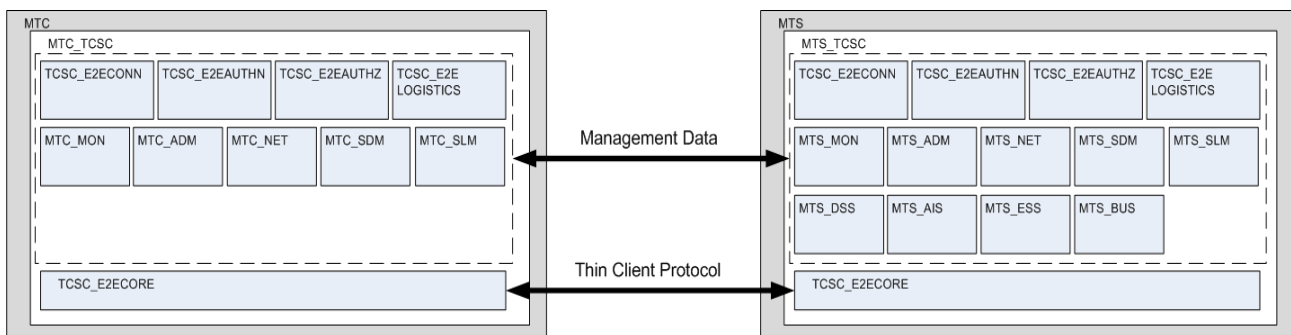 MTC
MTC_TCSC
TCSC_E2ECONN
TCSC_E2EAUTHN
TCSC_E2EAUTHZ
TCSC_E2E
LOGISTICS
MTC_MON
MTC_ADM
MTC_NET
MTC_SDM
MTC_SLM
TCSC_E2ECORE
Management Data
Thin Client Protocol
MTS
MTS_TCSC
TCSC_E2ECONN
TCSC_E2EAUTHN
TCSC_E2EAUTHZ
TCSC_E2E
LOGISTICS
MTS_MON
MTS_ADM
MTS_NET
MTS_SDM
MTS_SLM
MTS_DSS
MTS_AIS
MTS_ESS
MTS_BUS
TCSC_E2ECORE